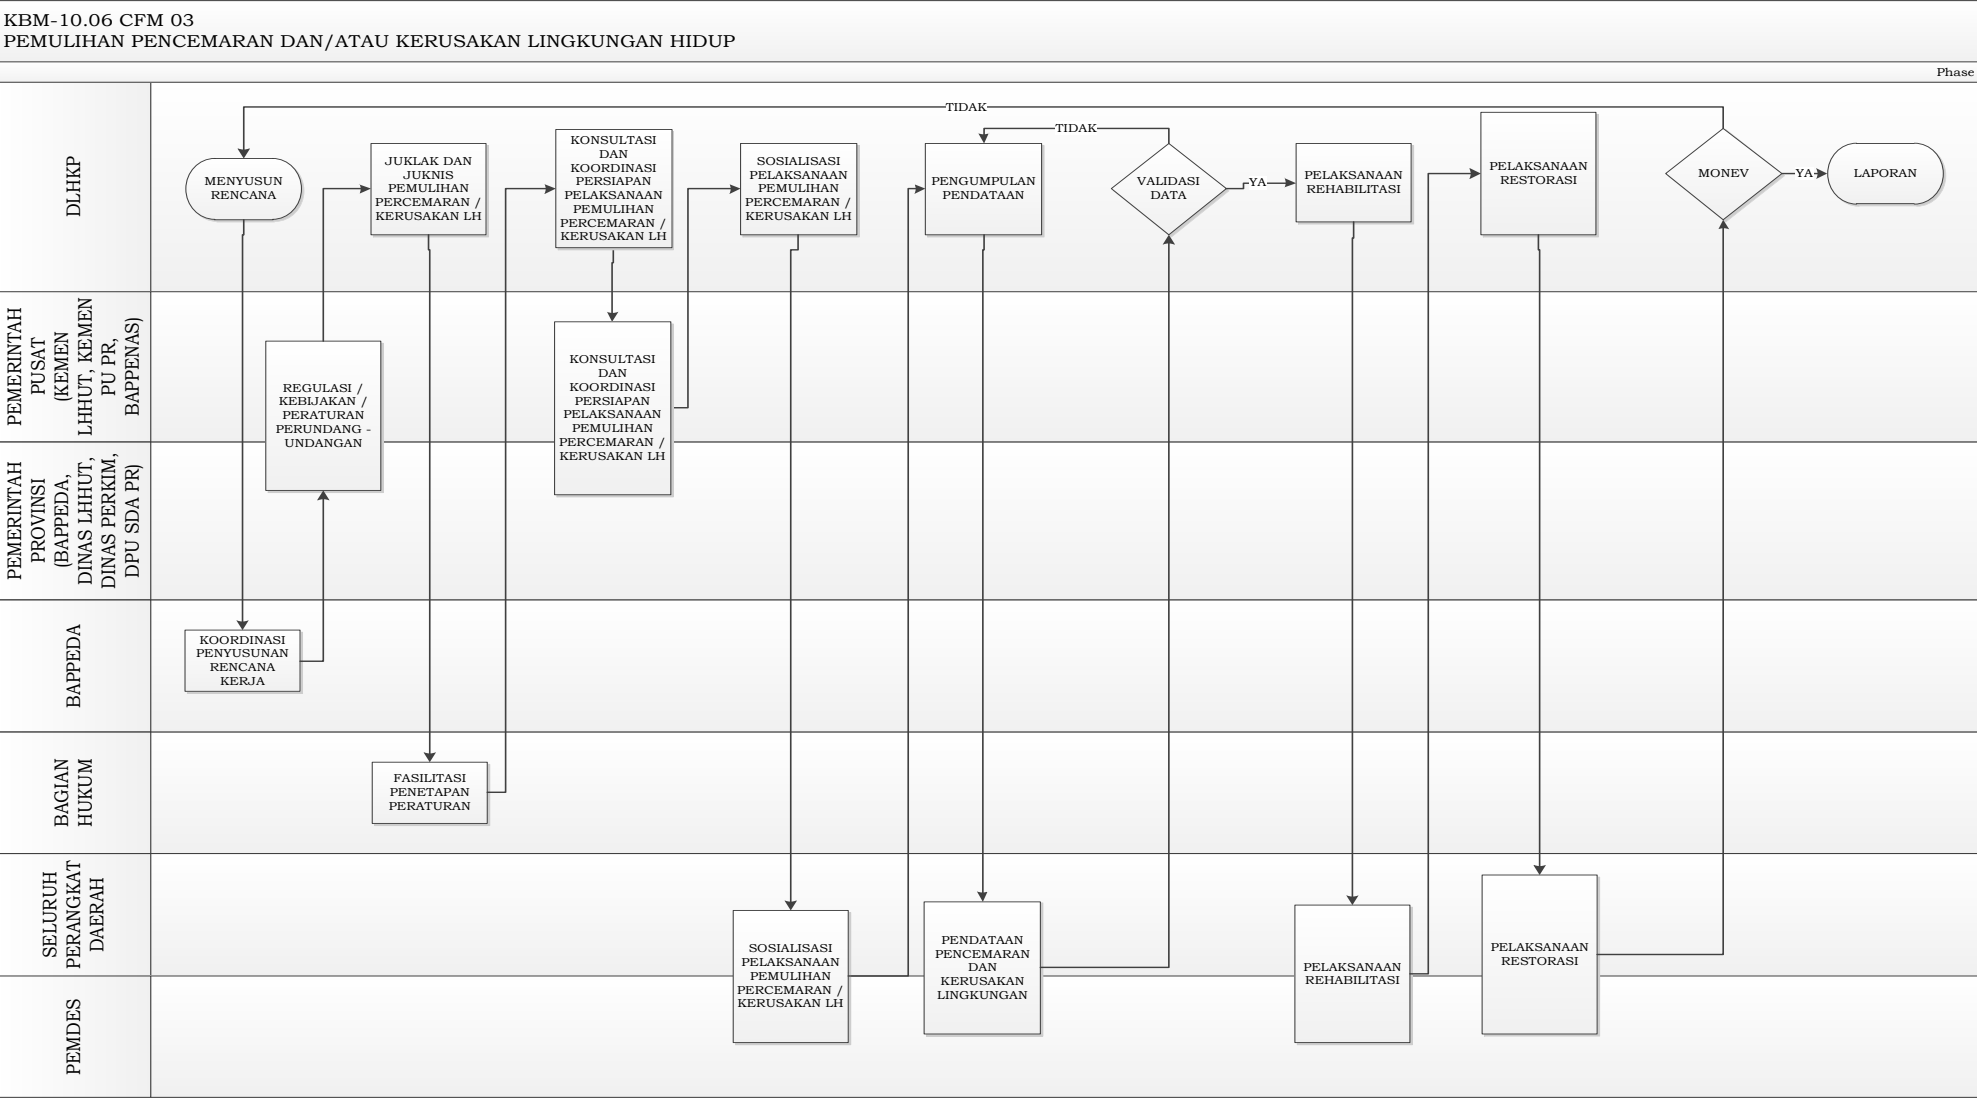 KBM-10.06 CFM 03
PEMULIHAN PENCEMARAN DAN/ATAU KERUSAKAN LINGKUNGAN HIDUP
Phase
DLHKP
TIDAK
MENYUSUN
RENCANA
JUKLAK DAN
JUKNIS
PEMULIHAN
PERCEMARAN /
KERUSAKAN LH
KONSULTASI
DAN
KOORDINASI
PERSIAPAN
PELAKSANAAN
PEMULIHAN
PERCEMARAN /
KERUSAKAN LH
SOSIALISASI
PELAKSANAAN
PEMULIHAN
PERCEMARAN /
KERUSAKAN LH
PENGUMPULAN
PENDATAAN
TIDAK
VALIDASI
DATA
YA
PELAKSANAAN
REHABILITASI
PELAKSANAAN
RESTORASI
MONEV
YA
LAPORAN
PEMERINTAH
PUSAT
(KEMEN
LHHUT, KEMEN
PU PR,
BAPPENAS)
REGULASI /
KEBIJAKAN /
PERATURAN
PERUNDANG -
UNDANGAN
KONSULTASI
DAN
KOORDINASI
PERSIAPAN
PELAKSANAAN
PEMULIHAN
PERCEMARAN /
KERUSAKAN LH
PEMERINTAH
PROVINSI
(BAPPEDA,
DINAS LHHUT,
DINAS PERKIM,
DPU SDA PR)
BAPPEDA
KOORDINASI
PENYUSUNAN
RENCANA
KERJA
BAGIAN
HUKUM
FASILITASI
PENETAPAN
PERATURAN
SELURUH
PERANGKAT
DAERAH
SOSIALISASI
PELAKSANAAN
PEMULIHAN
PERCEMARAN /
KERUSAKAN LH
PENDATAAN
PENCEMARAN
DAN
KERUSAKAN
LINGKUNGAN
PELAKSANAAN
REHABILITASI
PELAKSANAAN
RESTORASI
PEMDES